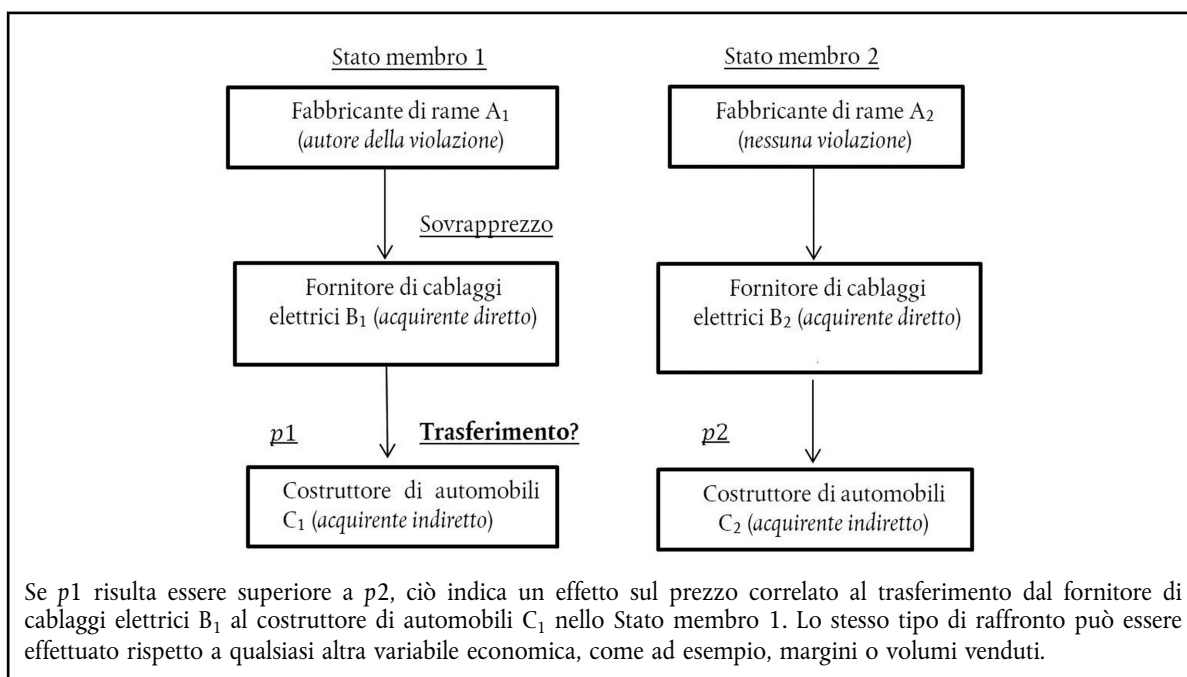 Stato membro 1
Stato membro 2
Fabbricante di rame A₁
(autore della violazione)
Fabbricante di rame A₂
(nessuna violazione)
Sovrapprezzo
Fornitore di cablaggi
elettrici B₁ (acquirente diretto)
Fornitore di cablaggi
elettrici B₂ (acquirente diretto)
p1
Trasferimento?
p2
Costruttore di automobili
C₁ (acquirente indiretto)
Costruttore di automobili
C₂ (acquirente indiretto)
Se p1 risulta essere superiore a p2, ciò indica un effetto sul prezzo correlato al trasferimento dal fornitore di
cablaggi elettrici B₁ al costruttore di automobili C₁ nello Stato membro 1. Lo stesso tipo di raffronto può essere
effettuato rispetto a qualsiasi altra variabile economica, come ad esempio, margini o volumi venduti.